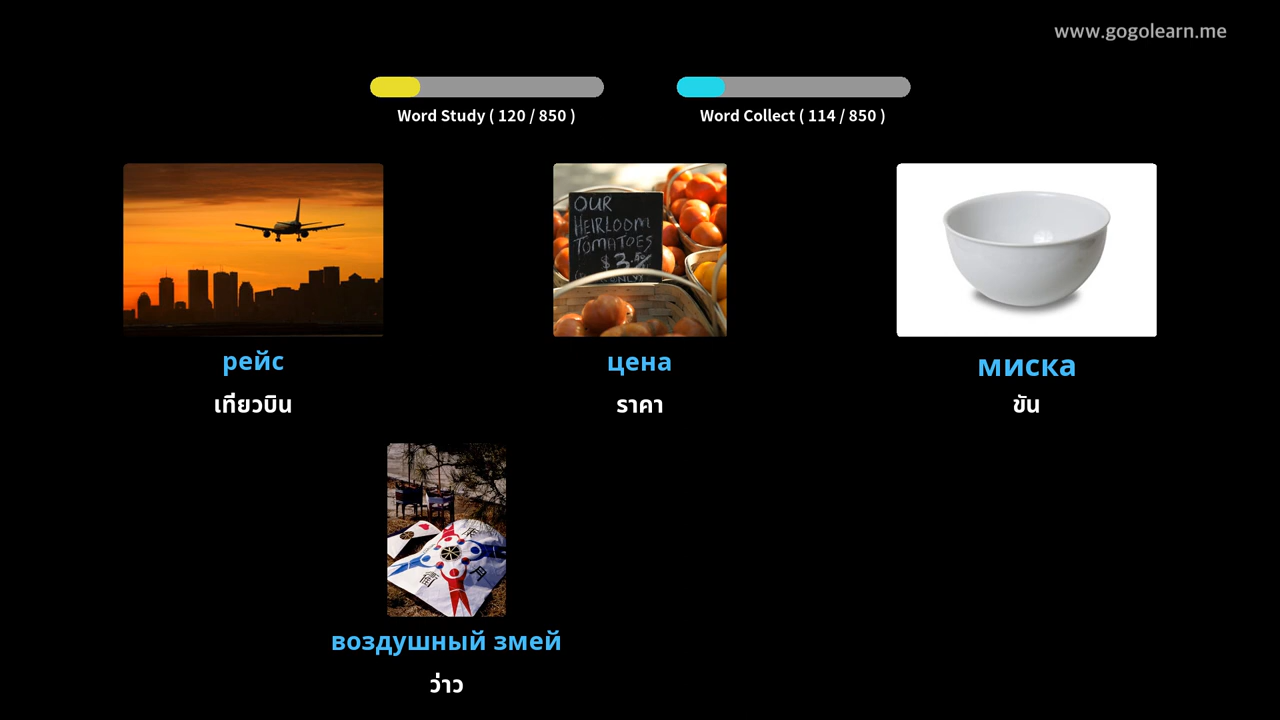 www.gogolearn.me
Word Study ( 120 / 850 )
Word Collect ( 114 / 850 )
OUR
HEIRLOOM
TOMATOES
рейс
цена
миска
เที่ยวบิน
ราคา
ขัน
воздушный змей
ว่าว